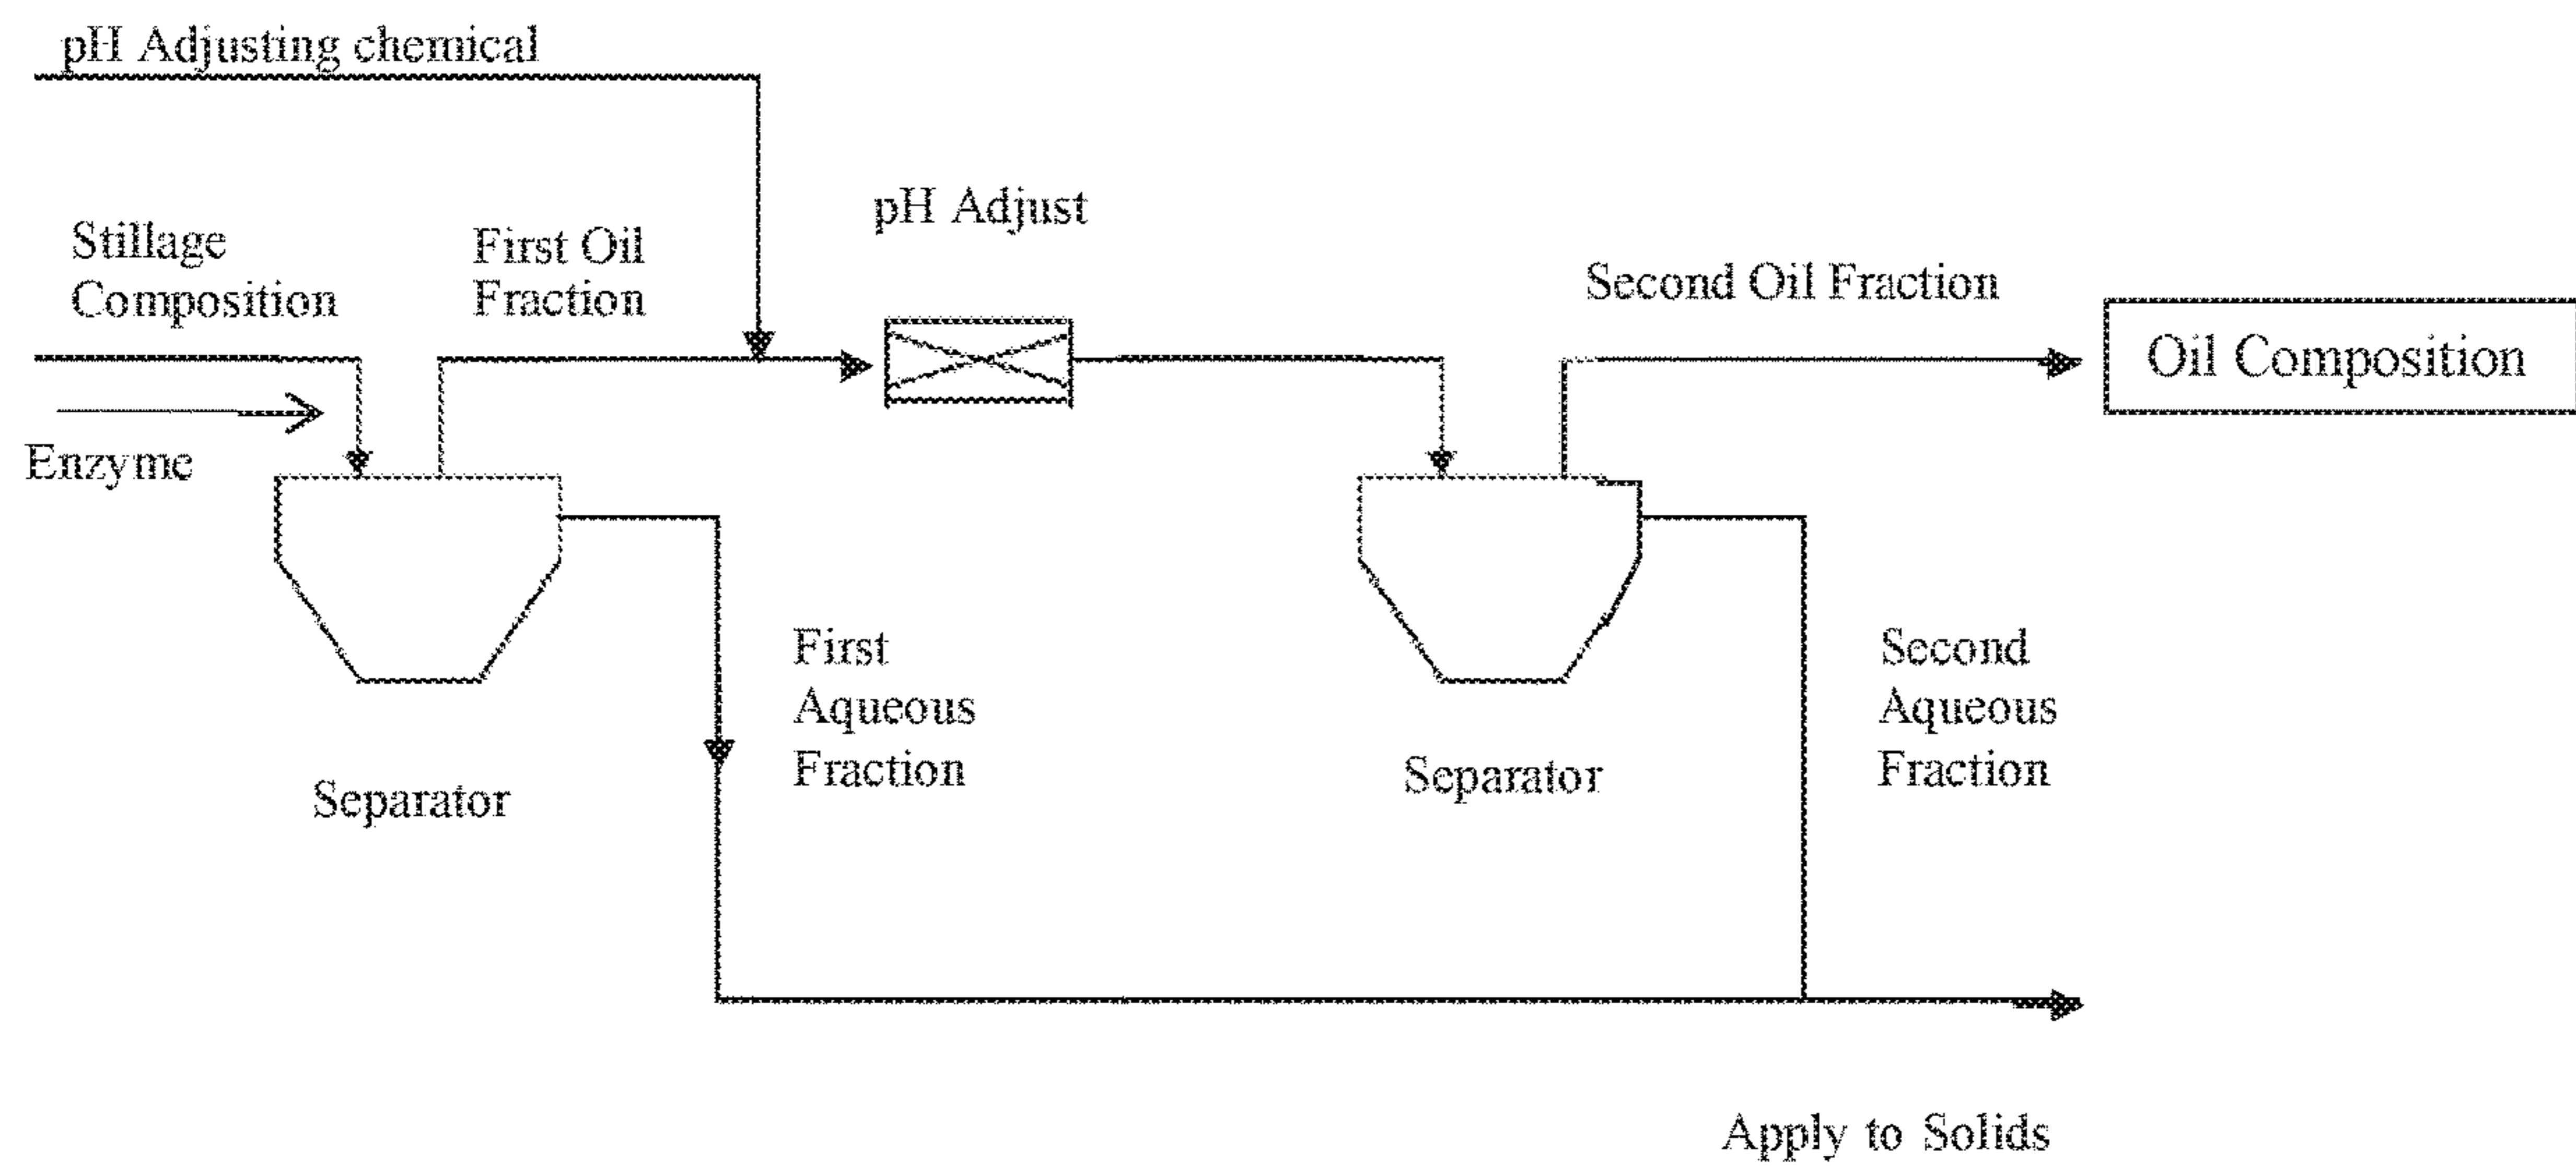 pH Adjusting chemical
pH Adjust
Stillage
Composition
First Oil
Fraction
Second Oil Fraction
Oil Composition
Enzyme
First
Aqueous
Fraction
Second
Aqueous
Fraction
Separator
Separator
Apply to Solids